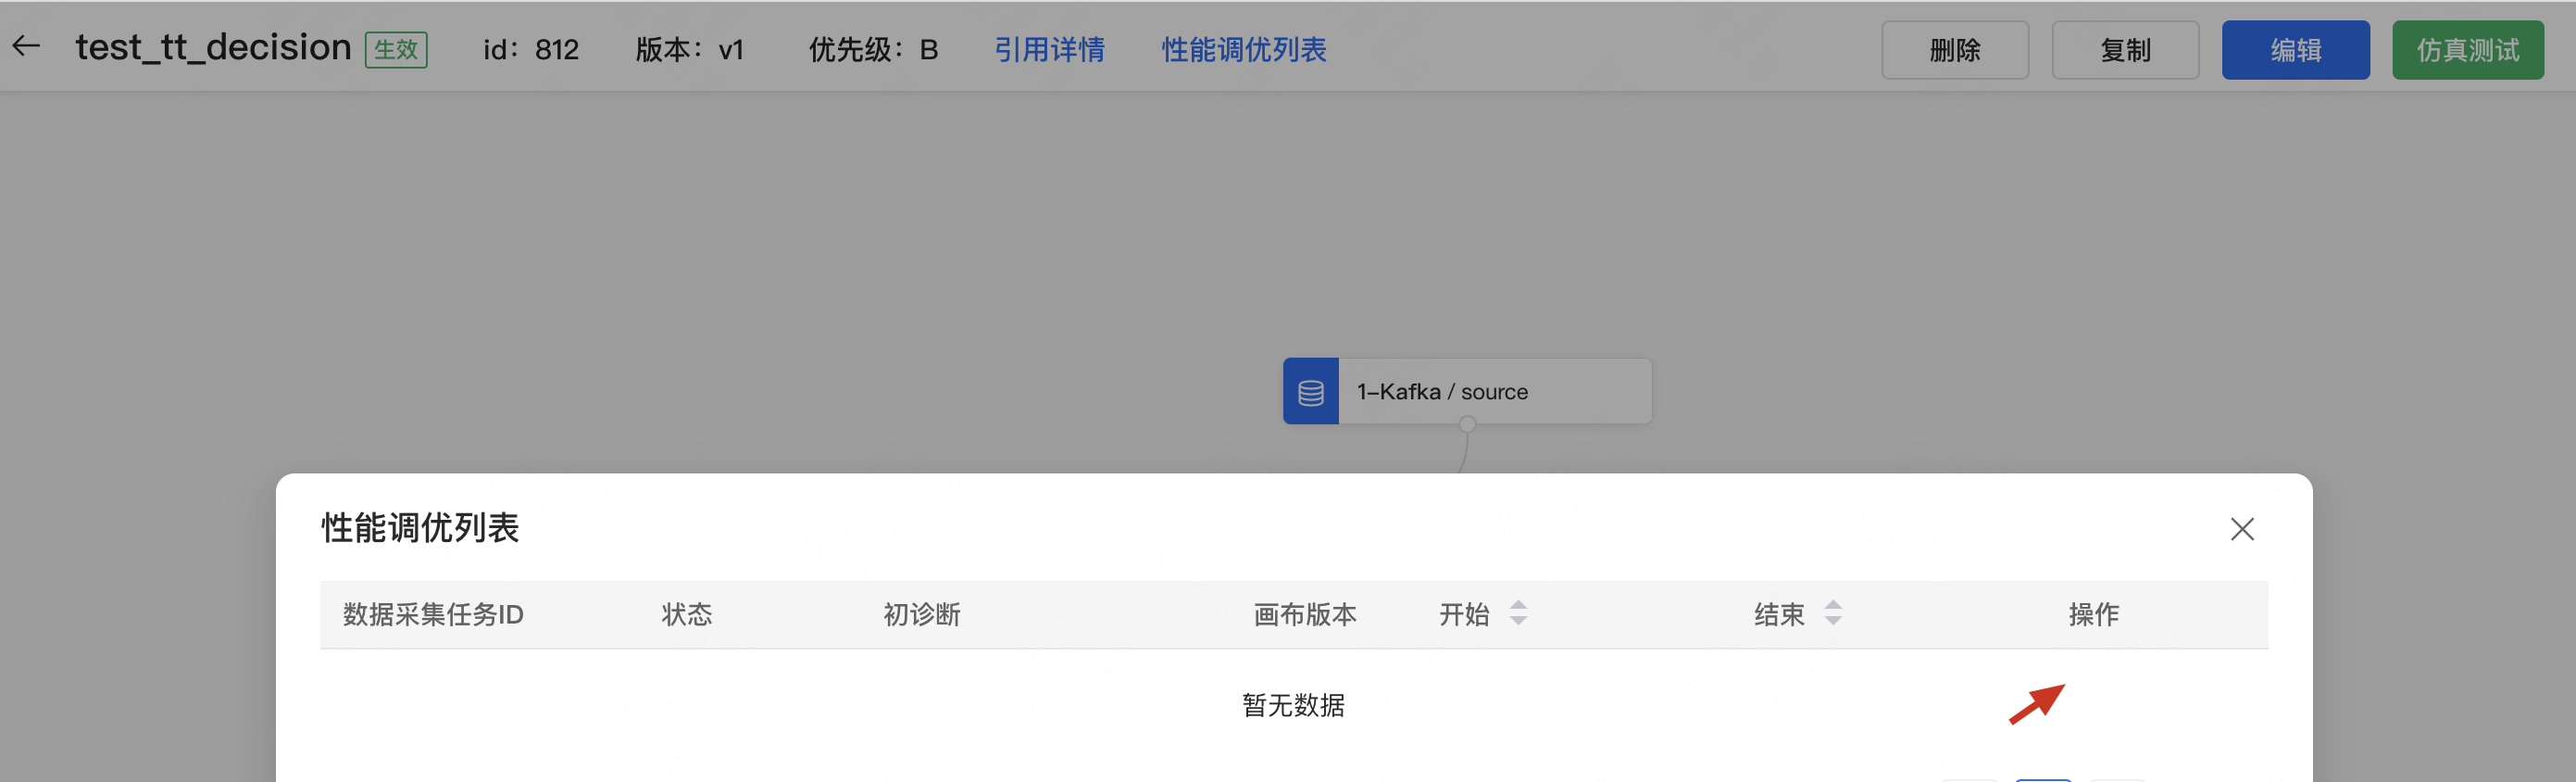 test_tt_decision 生效 id：812 版本：v1 优先级：B 引用详情 性能调优列表 删除 复制 编辑 仿真测试
1-Kafka / source
性能调优列表
数据采集任务ID 状态 初诊断 画布版本 开始 结束 操作
暂无数据